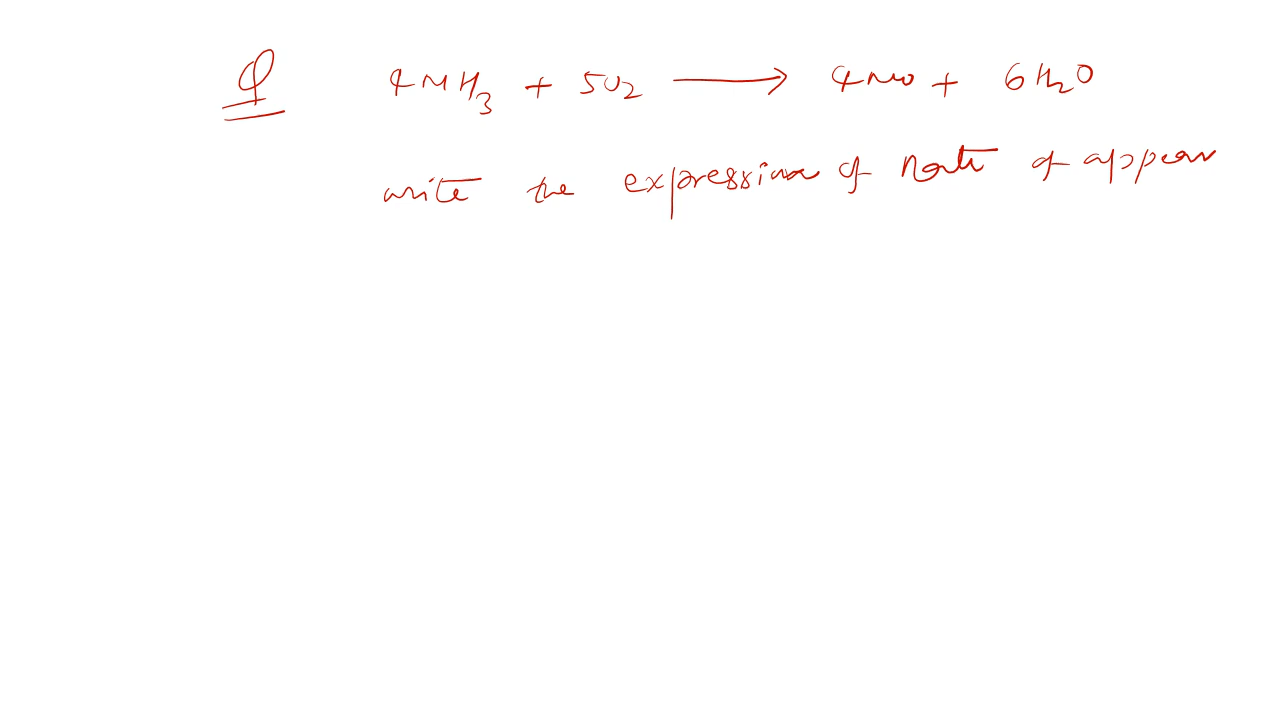 Q 4NH3 + 5O2 ⟶ 4NO + 6H2O
write the expression of Rate of appear